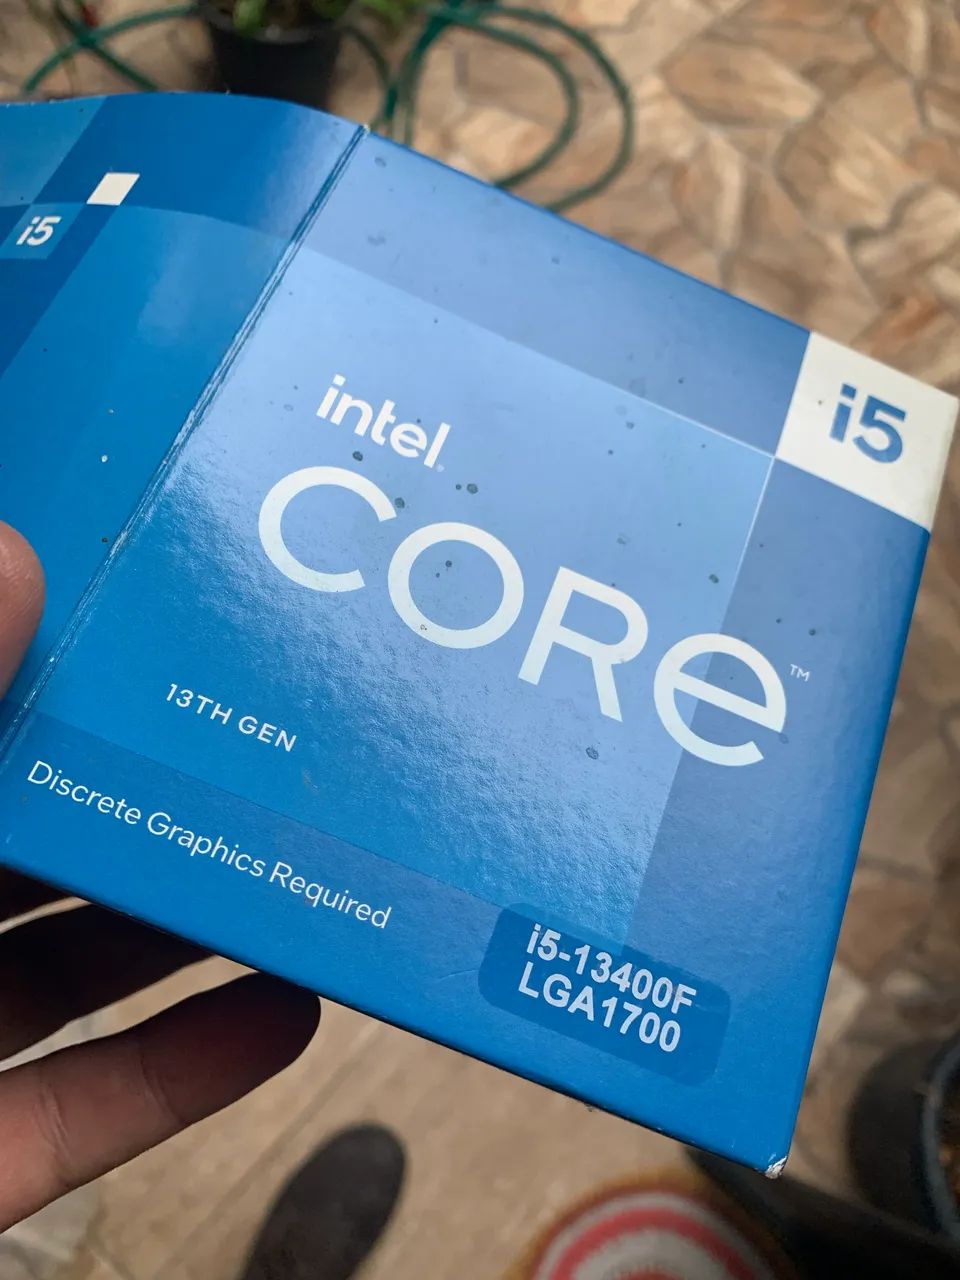 i5
i5
intel
CORe™
13TH GEN
Discrete Graphics Required
i5-13400F
LGA1700